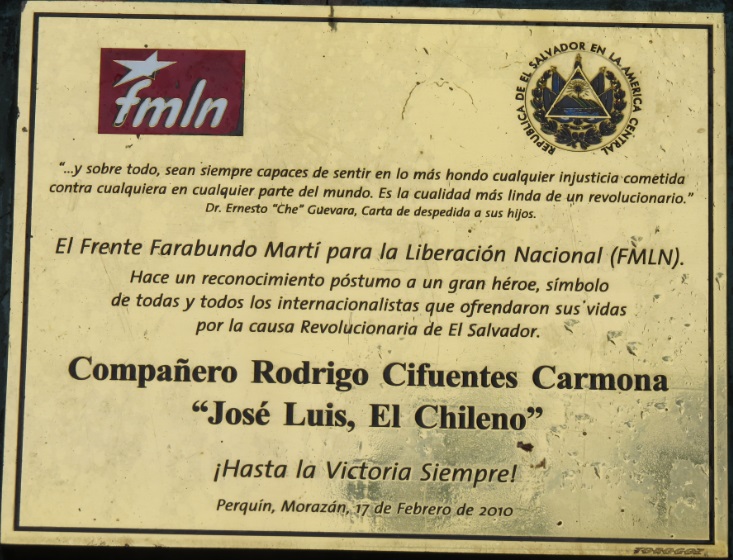 fmln
REPUBLICA DE EL SALVADOR EN LA AMERICA CENTRAL
"...y sobre todo, sean siempre capaces de sentir en lo más hondo cualquier injusticia cometida
contra cualquiera en cualquier parte del mundo. Es la cualidad más linda de un revolucionario."
Dr. Ernesto "Che" Guevara, Carta de despedida a sus hijos.
El Frente Farabundo Martí para la Liberación Nacional (FMLN).
Hace un reconocimiento póstumo a un gran héroe, símbolo
de todas y todos los internacionalistas que ofrendaron sus vidas
por la causa Revolucionaria de El Salvador.
Compañero Rodrigo Cifuentes Carmona
"José Luis, El Chileno"
¡Hasta la Victoria Siempre!
Perquín, Morazán, 17 de Febrero de 2010
TOROGOZ